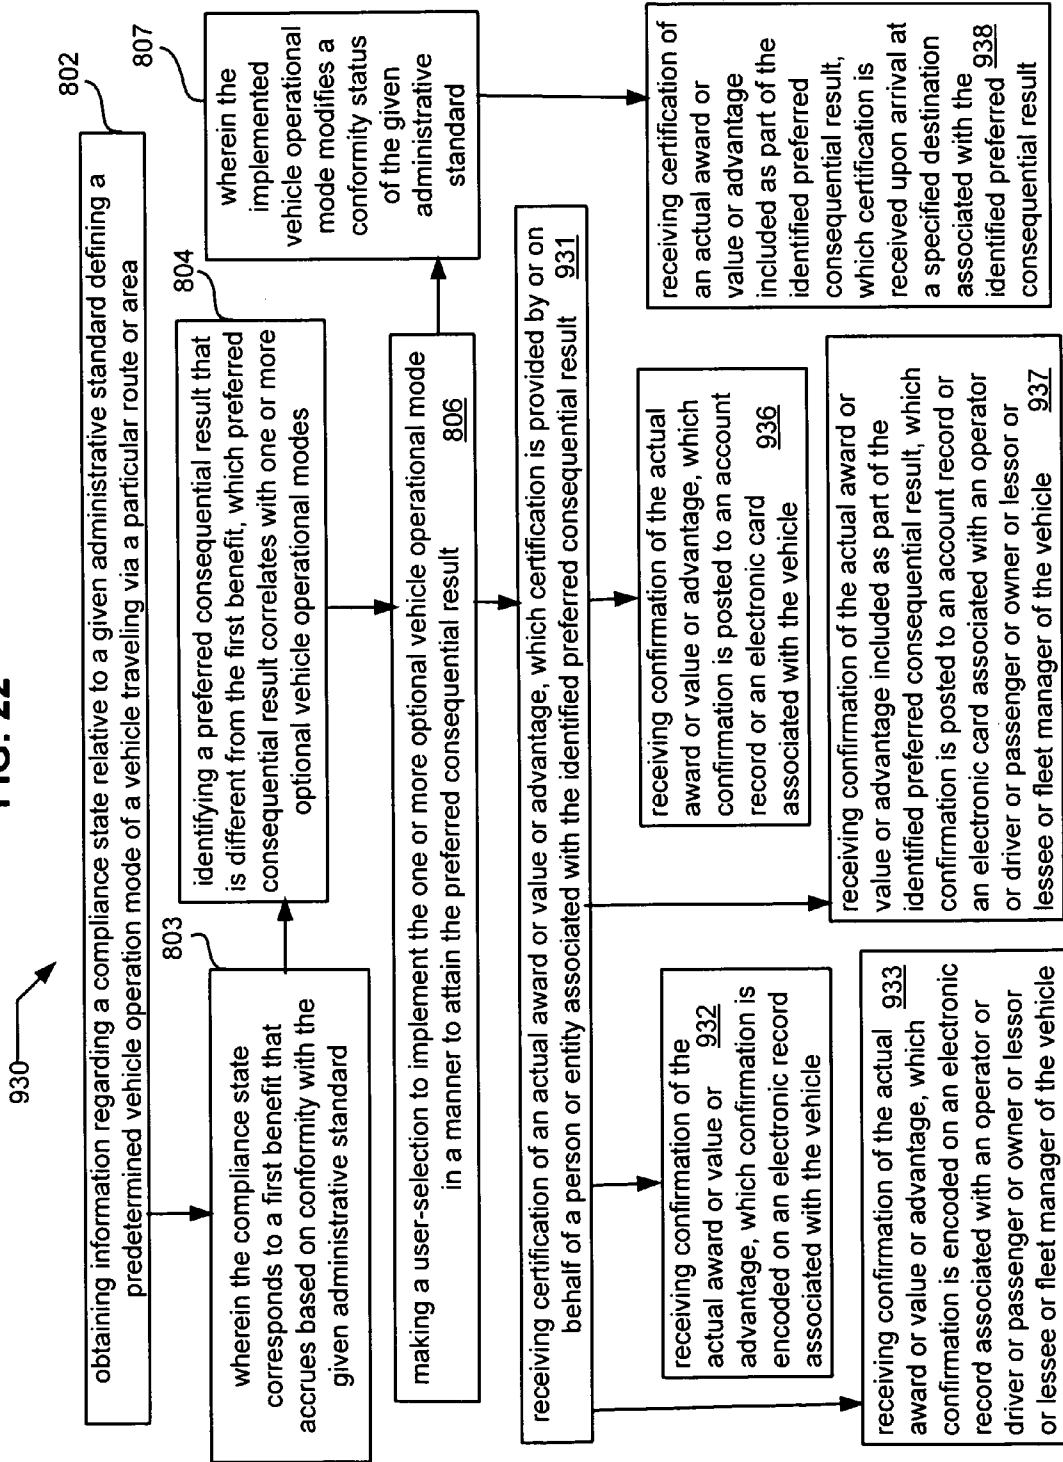 FIG. 22
930
802
obtaining information regarding a compliance state relative to a given administrative standard defining a
predetermined vehicle operation mode of a vehicle traveling via a particular route or area
803
wherein the compliance state
corresponds to a first benefit that
accrues based on conformity with the
given administrative standard
804
identifying a preferred consequential result that
is different from the first benefit, which preferred
consequential result correlates with one or more
optional vehicle operational modes
807
wherein the
implemented
vehicle operational
mode modifies a
conformity status
of the given
administrative
standard
making a user-selection to implement the one or more optional vehicle operational mode
in a manner to attain the preferred consequential result 806
receiving certification of an actual award or value or advantage, which certification is provided by or on
behalf of a person or entity associated with the identified preferred consequential result 931
receiving confirmation of the
actual award or value or 932
advantage, which confirmation is
encoded on an electronic record
associated with the vehicle
receiving confirmation of the actual
award or value or advantage, which
confirmation is posted to an account
record or an electronic card 936
associated with the vehicle
receiving certification of
an actual award or
value or advantage
included as part of the
identified preferred
consequential result,
which certification is
received upon arrival at
a specified destination
associated with the 938
identified preferred
consequential result
receiving confirmation of the actual 933
award or value or advantage, which
confirmation is encoded on an electronic
record associated with an operator or
driver or passenger or owner or lessor
or lessee or fleet manager of the vehicle
receiving confirmation of the actual award or
value or advantage included as part of the
identified preferred consequential result, which
confirmation is posted to an account record or
an electronic card associated with an operator
or driver or passenger or owner or lessor or
lessee or fleet manager of the vehicle 937